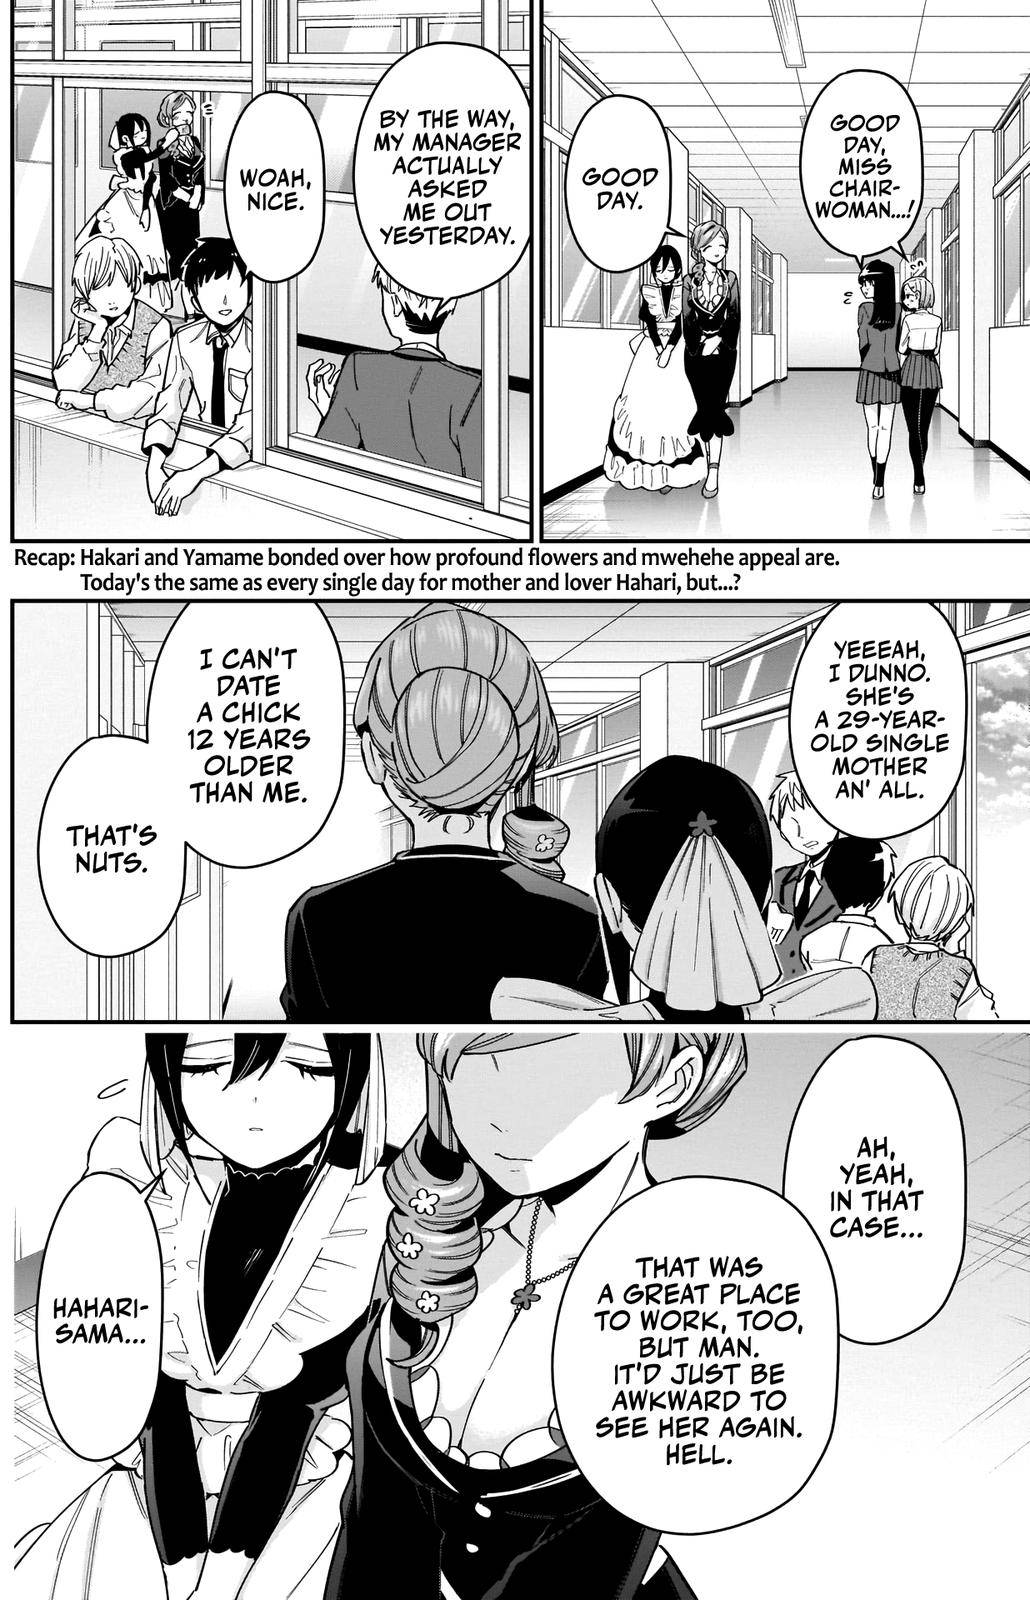 GOOD
DAY,
MISS
CHAIR-
WOMAN...!
GOOD
DAY.
BY THE WAY,
MY MANAGER
ACTUALLY
ASKED
ME OUT
YESTERDAY.
WOAH,
NICE.
Recap: Hakari and Yamame bonded over how profound flowers and mwehehe appeal are.
Today's the same as every single day for mother and lover Hahari, but...?
YEEEAH,
I DUNNO.
SHE'S
A 29-YEAR-
OLD SINGLE
MOTHER
AN' ALL.
I CAN'T
DATE
A CHICK
12 YEARS
OLDER
THAN ME.
THAT'S
NUTS.
AH,
YEAH,
IN THAT
CASE...
THAT WAS
A GREAT PLACE
TO WORK, TOO,
BUT MAN.
IT'D JUST BE
AWKWARD TO
SEE HER AGAIN.
HELL.
HAHARI-
SAMA...